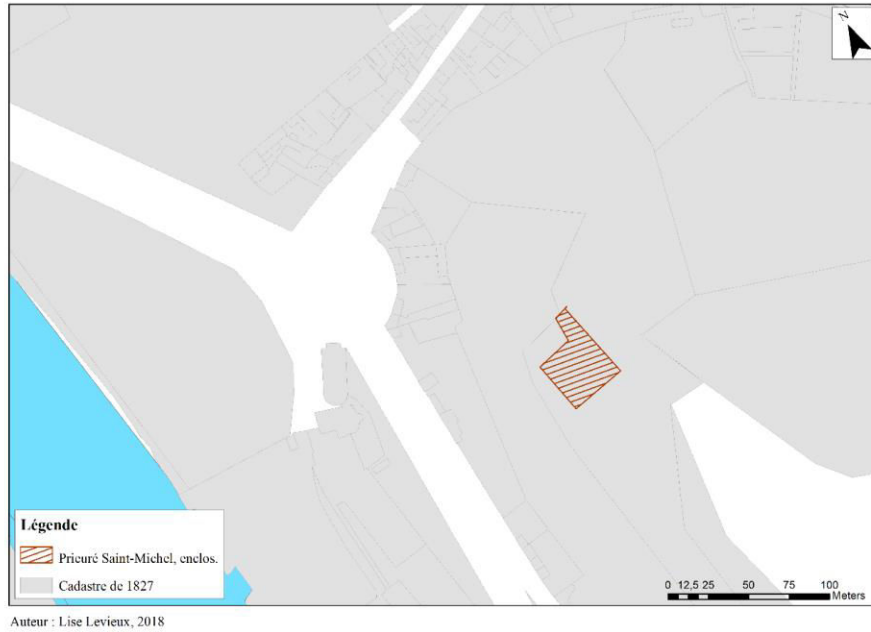 N
Légende
Prieuré Saint-Michel, enclos.
Cadastre de 1827
0 12,5 25 50 75 100
Meters
Auteur : Lise Levieux, 2018